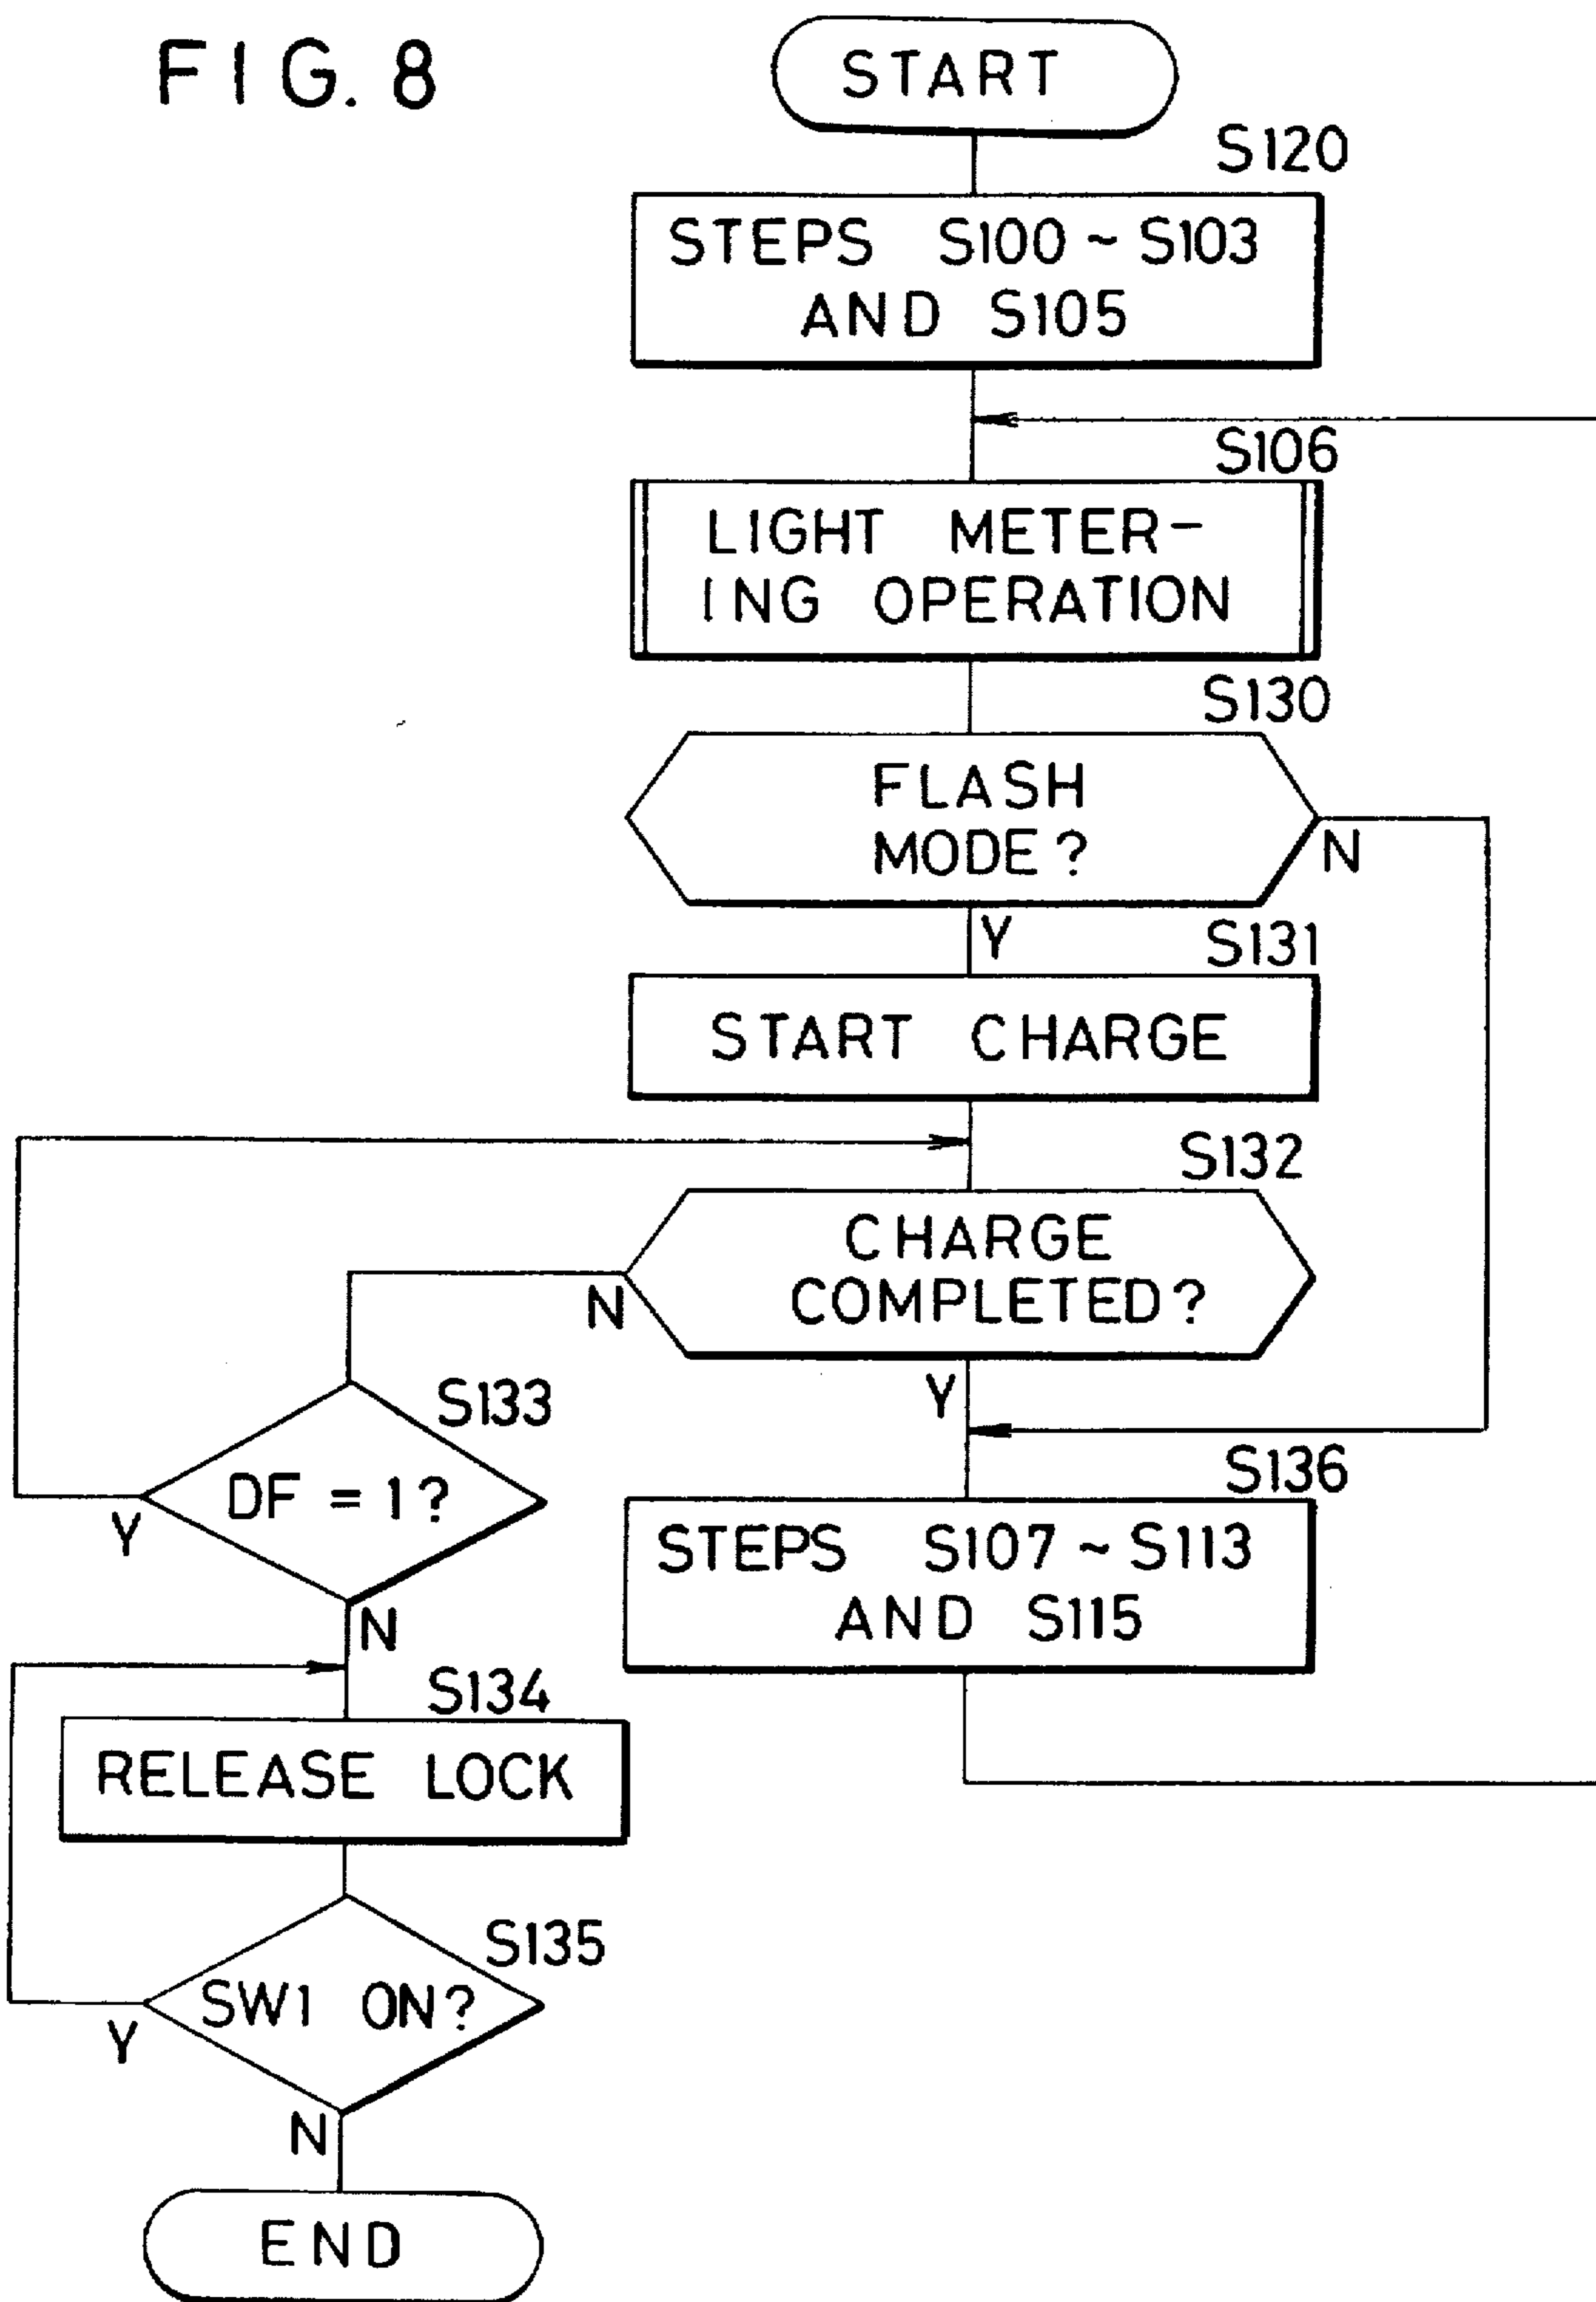 FIG. 8
START
S120
STEPS S100 ~ S103
AND S105
S106
LIGHT METER-
ING OPERATION
S130
FLASH
MODE?
N
Y
S131
START CHARGE
S132
CHARGE
COMPLETED?
N
Y
S133
DF = 1?
Y
N
S136
STEPS S107 ~ S113
AND S115
S134
RELEASE LOCK
S135
SW1 ON?
Y
N
END